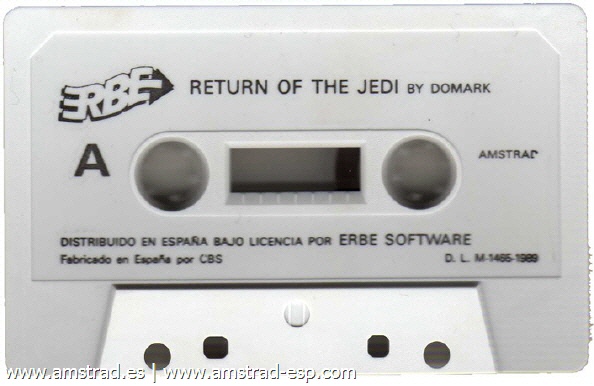 ERBE RETURN OF THE JEDI BY DOMARK
A
AMSTRAD
DISTRIBUIDO EN ESPAÑA BAJO LICENCIA POR ERBE SOFTWARE
Fabricado en España por CBS
D. L. M-1465-1989
www.amstrad.es | www.amstrad-esp.com